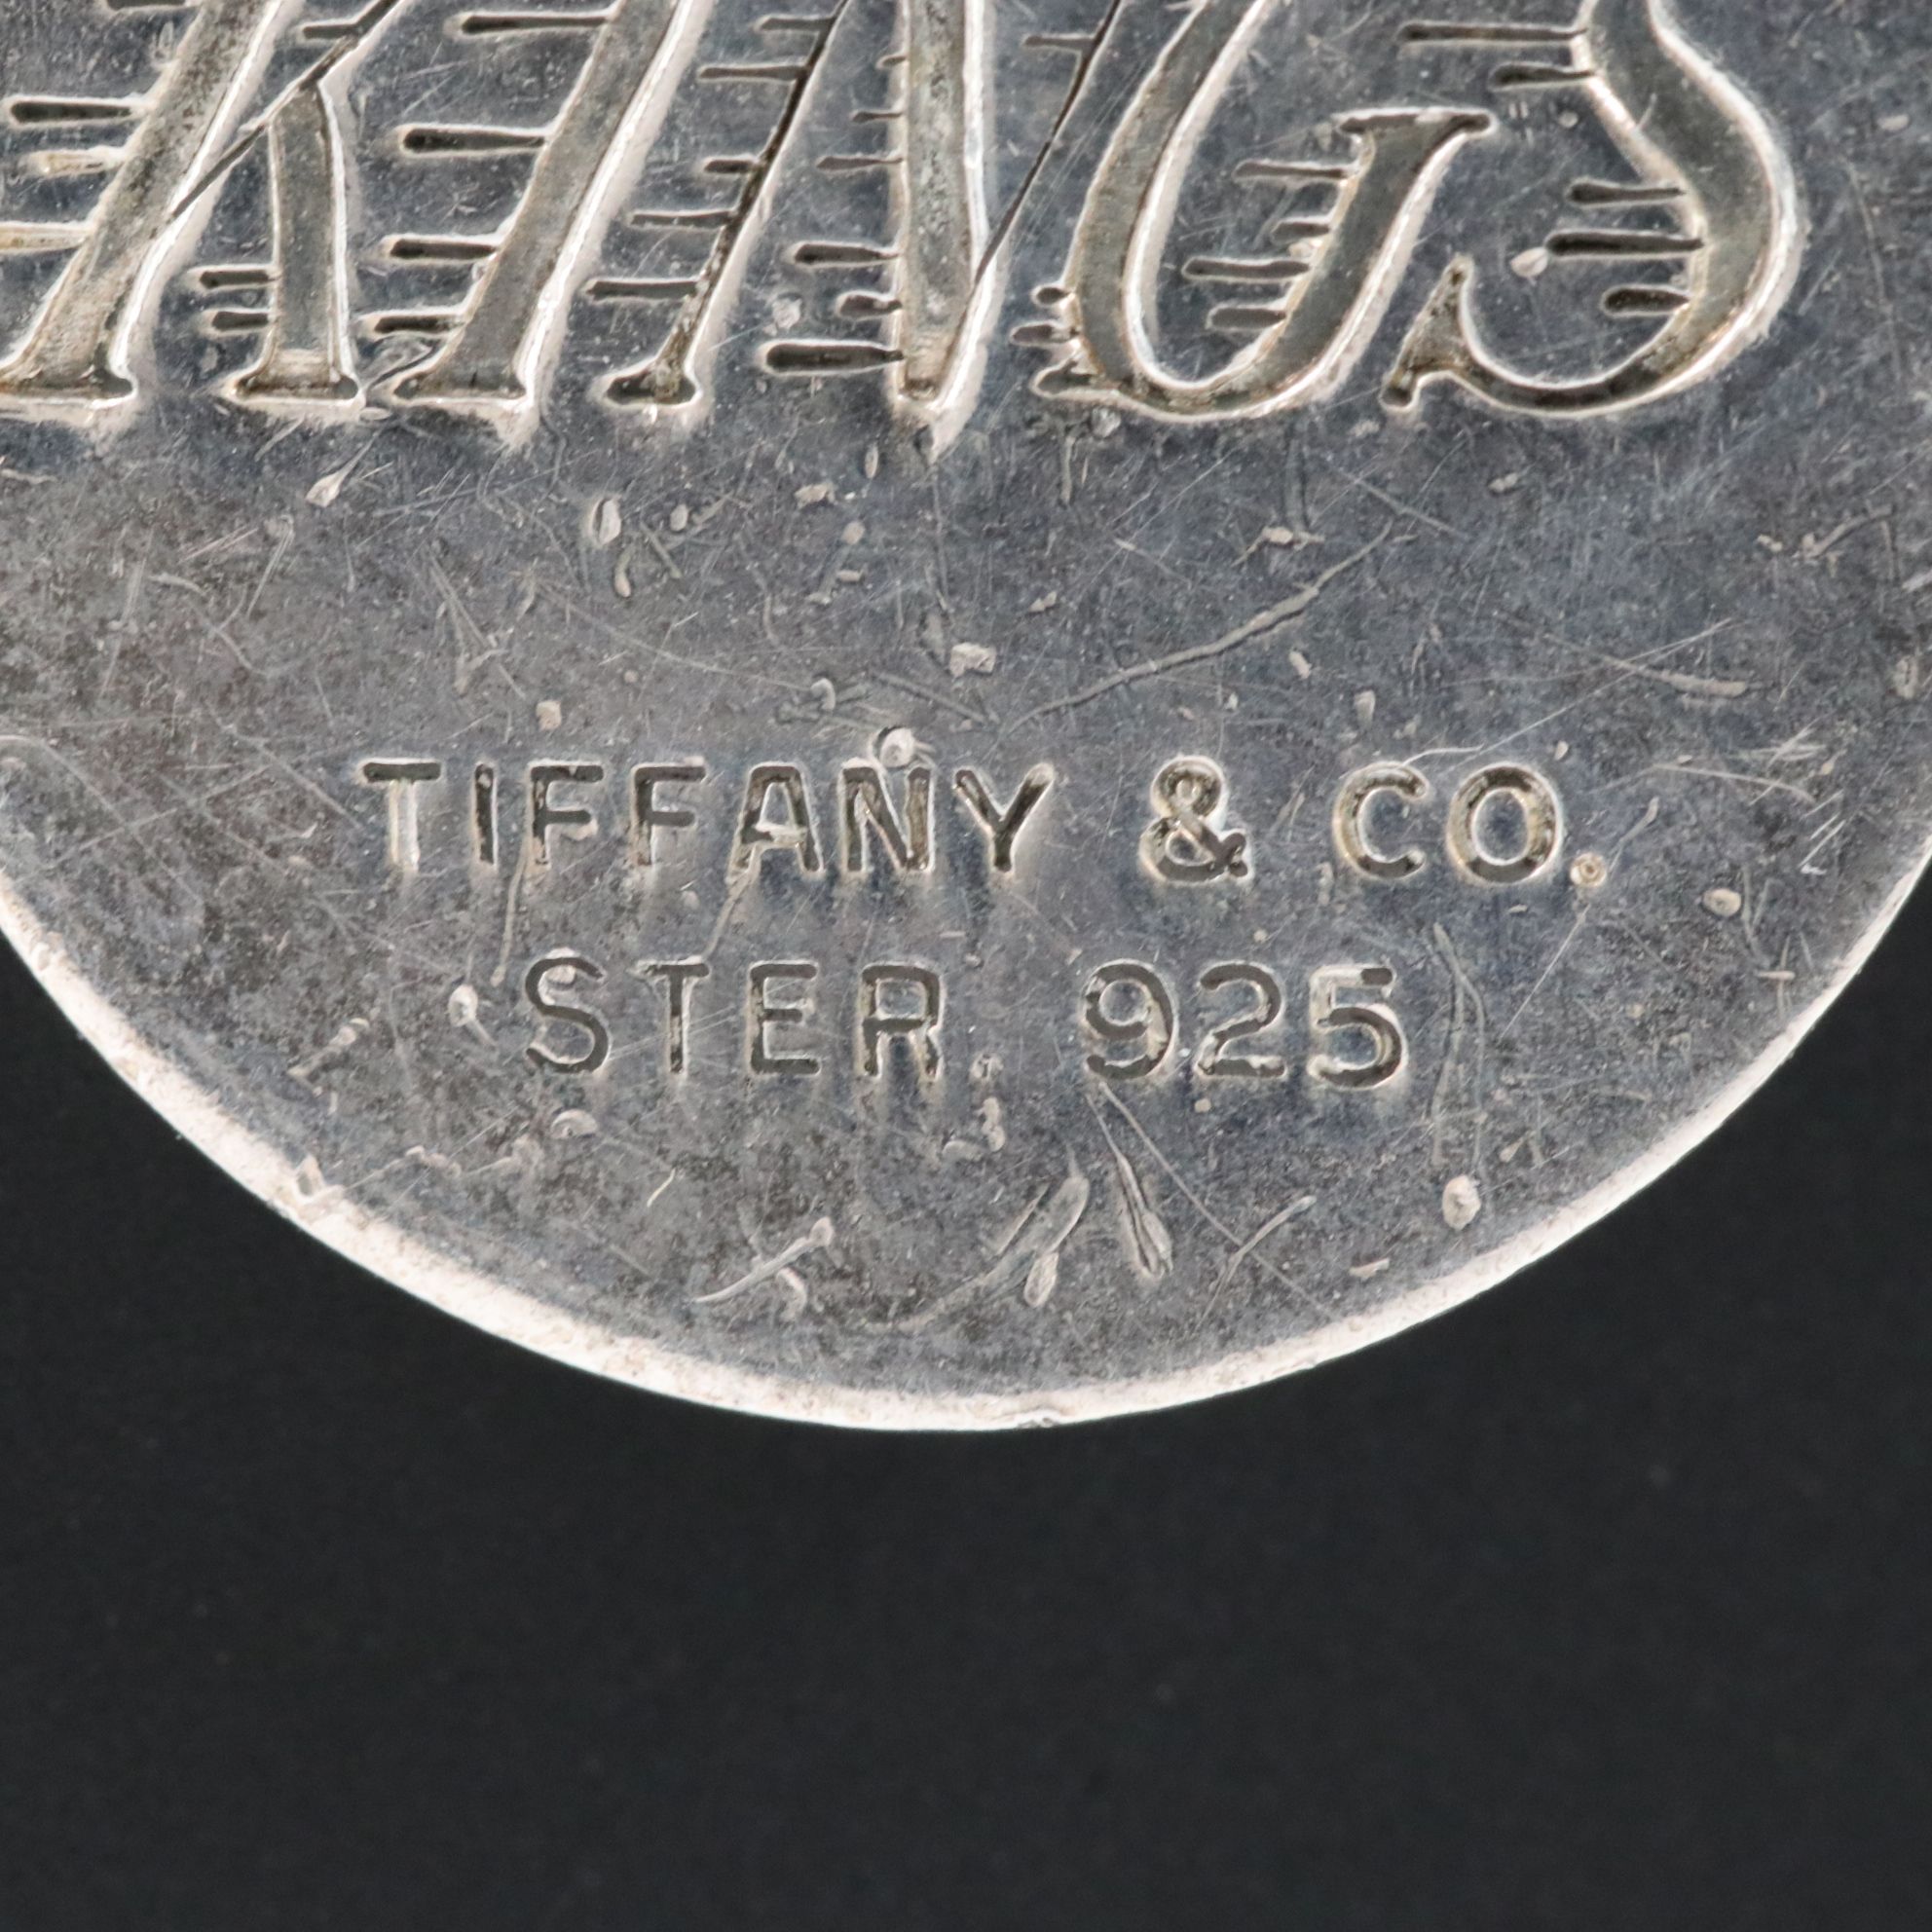 KINGS
TIFFANY & CO.
STER. 925